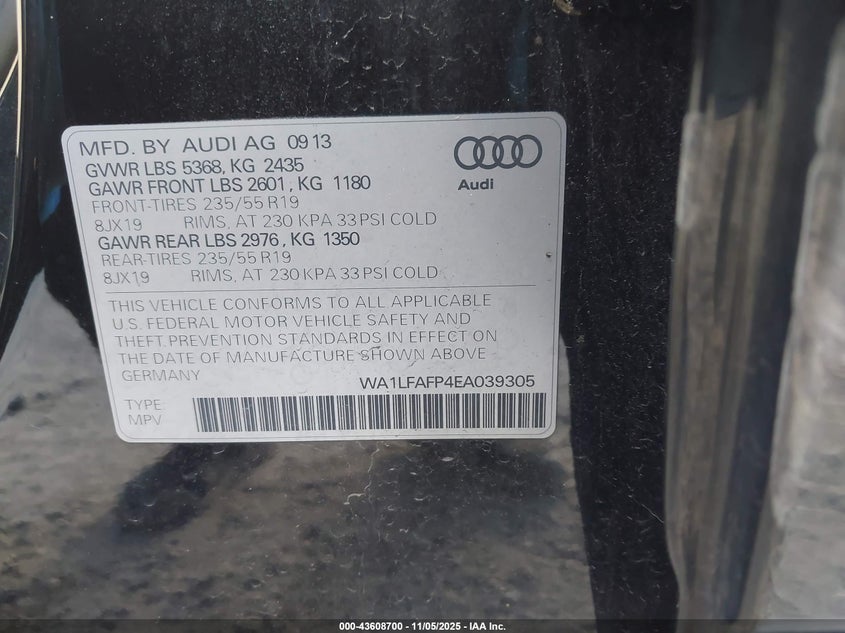 MFD. BY AUDI AG 09 13
GVWR LBS 5368, KG 2435
GAWR FRONT LBS 2601, KG 1180
FRONT-TIRES 235/55 R19
8JX19 RIMS, AT 230 KPA 33 PSI COLD
GAWR REAR LBS 2976, KG 1350
REAR-TIRES 235/55 R19
8JX19 RIMS, AT 230 KPA 33 PSI COLD
Audi
THIS VEHICLE CONFORMS TO ALL APPLICABLE
U.S. FEDERAL MOTOR VEHICLE SAFETY AND
THEFT PREVENTION STANDARDS IN EFFECT ON
THE DATE OF MANUFACTURE SHOWN ABOVE
GERMANY WA1LFAFP4EA039305
TYPE:
MPV
000-43608700 - 11/05/2025 - IAA Inc.